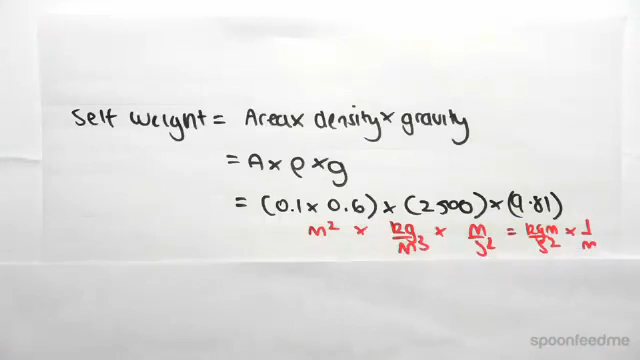 Self Weight = Area x density x gravity
= A x ρ x g
= (0.1 x 0.6) x (2500) x (9.81)
m² x kg/m³ x m/s² = kgm/s² x 1/m
spoonfeedme